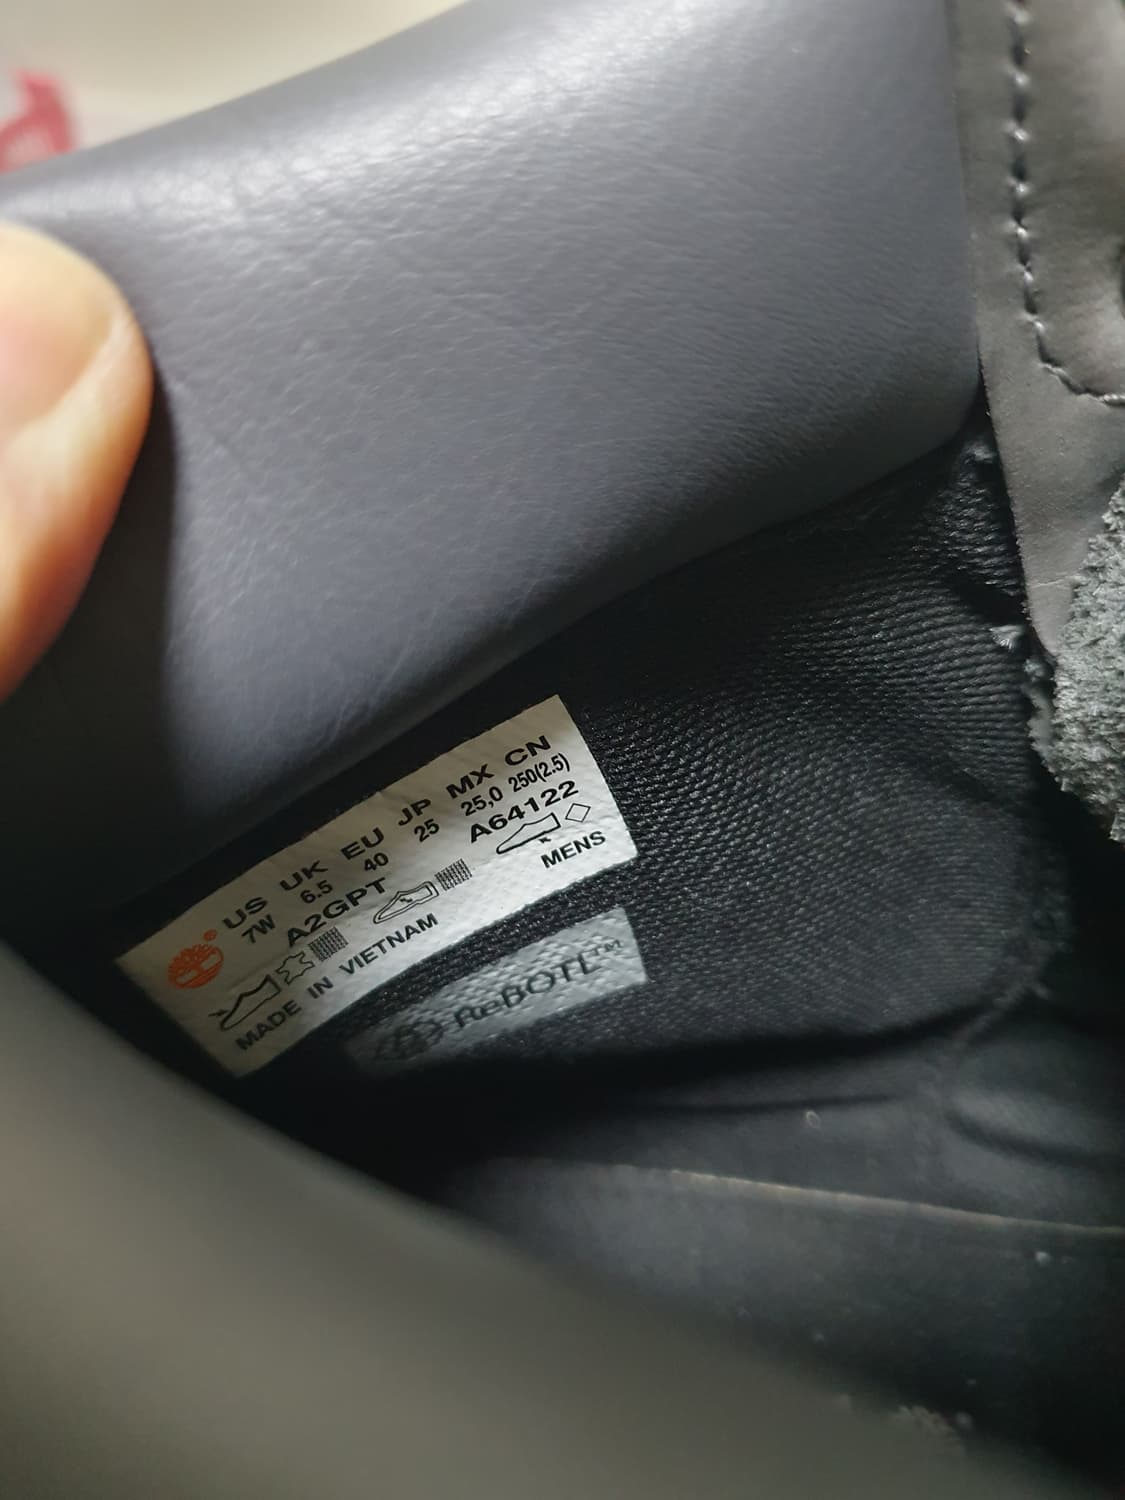 ® US UK EU JP MX CN
7W 6.5 40 25 25,0 250(2.5)
A2GPT A64122
MENS
MADE IN VIETNAM
ReBOTL™